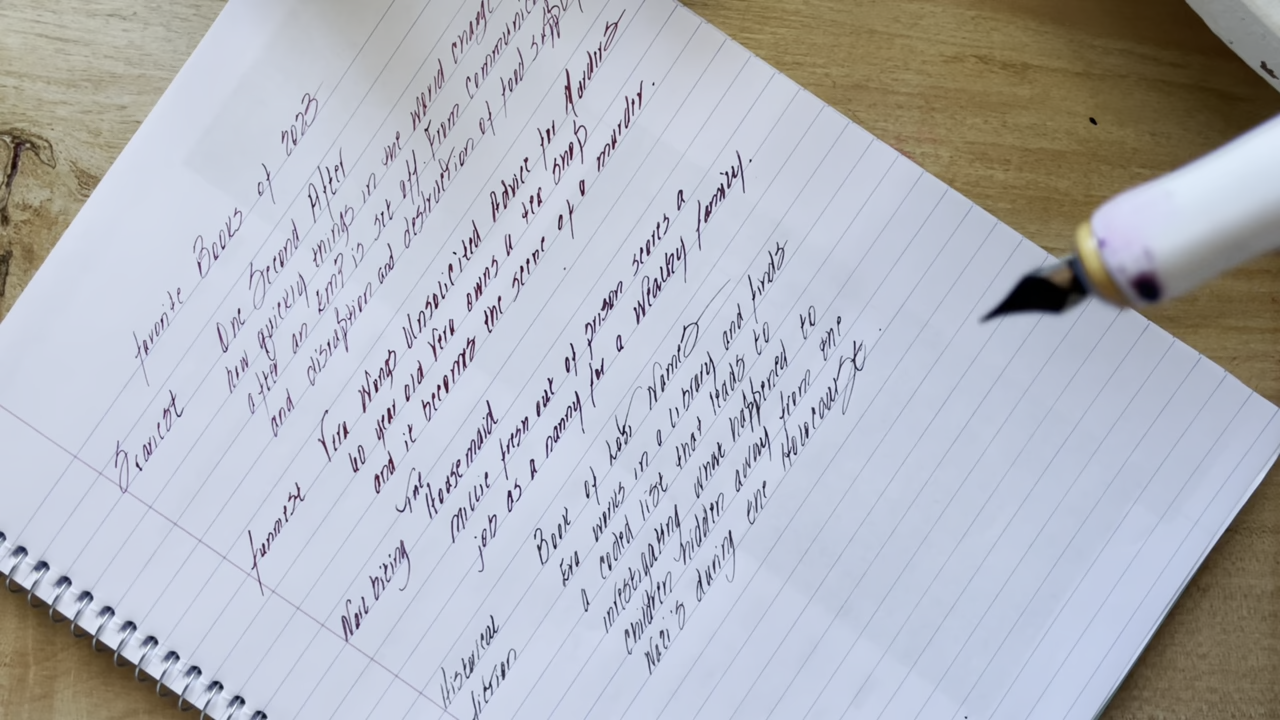 favorite Books of 2023
Scariest
One Second After
how quickly things in the world change
after an EMP is set off. From
and disruption and destruction of food supply
funniest
Vera Wongs Unsolicited Advice for Murders
60 year old Vera owns a tea shop
and it becomes the scene of a murder.
Nail biting
The Housemaid
Millie fresh out of prison scores a
job as a nanny for a wealthy family.
Historical
fiction
Book of Lost Names
Eva works in a library and finds
a coded list that leads to
investigating what happened to
children hidden away from the
Nazi's during the Holocaust